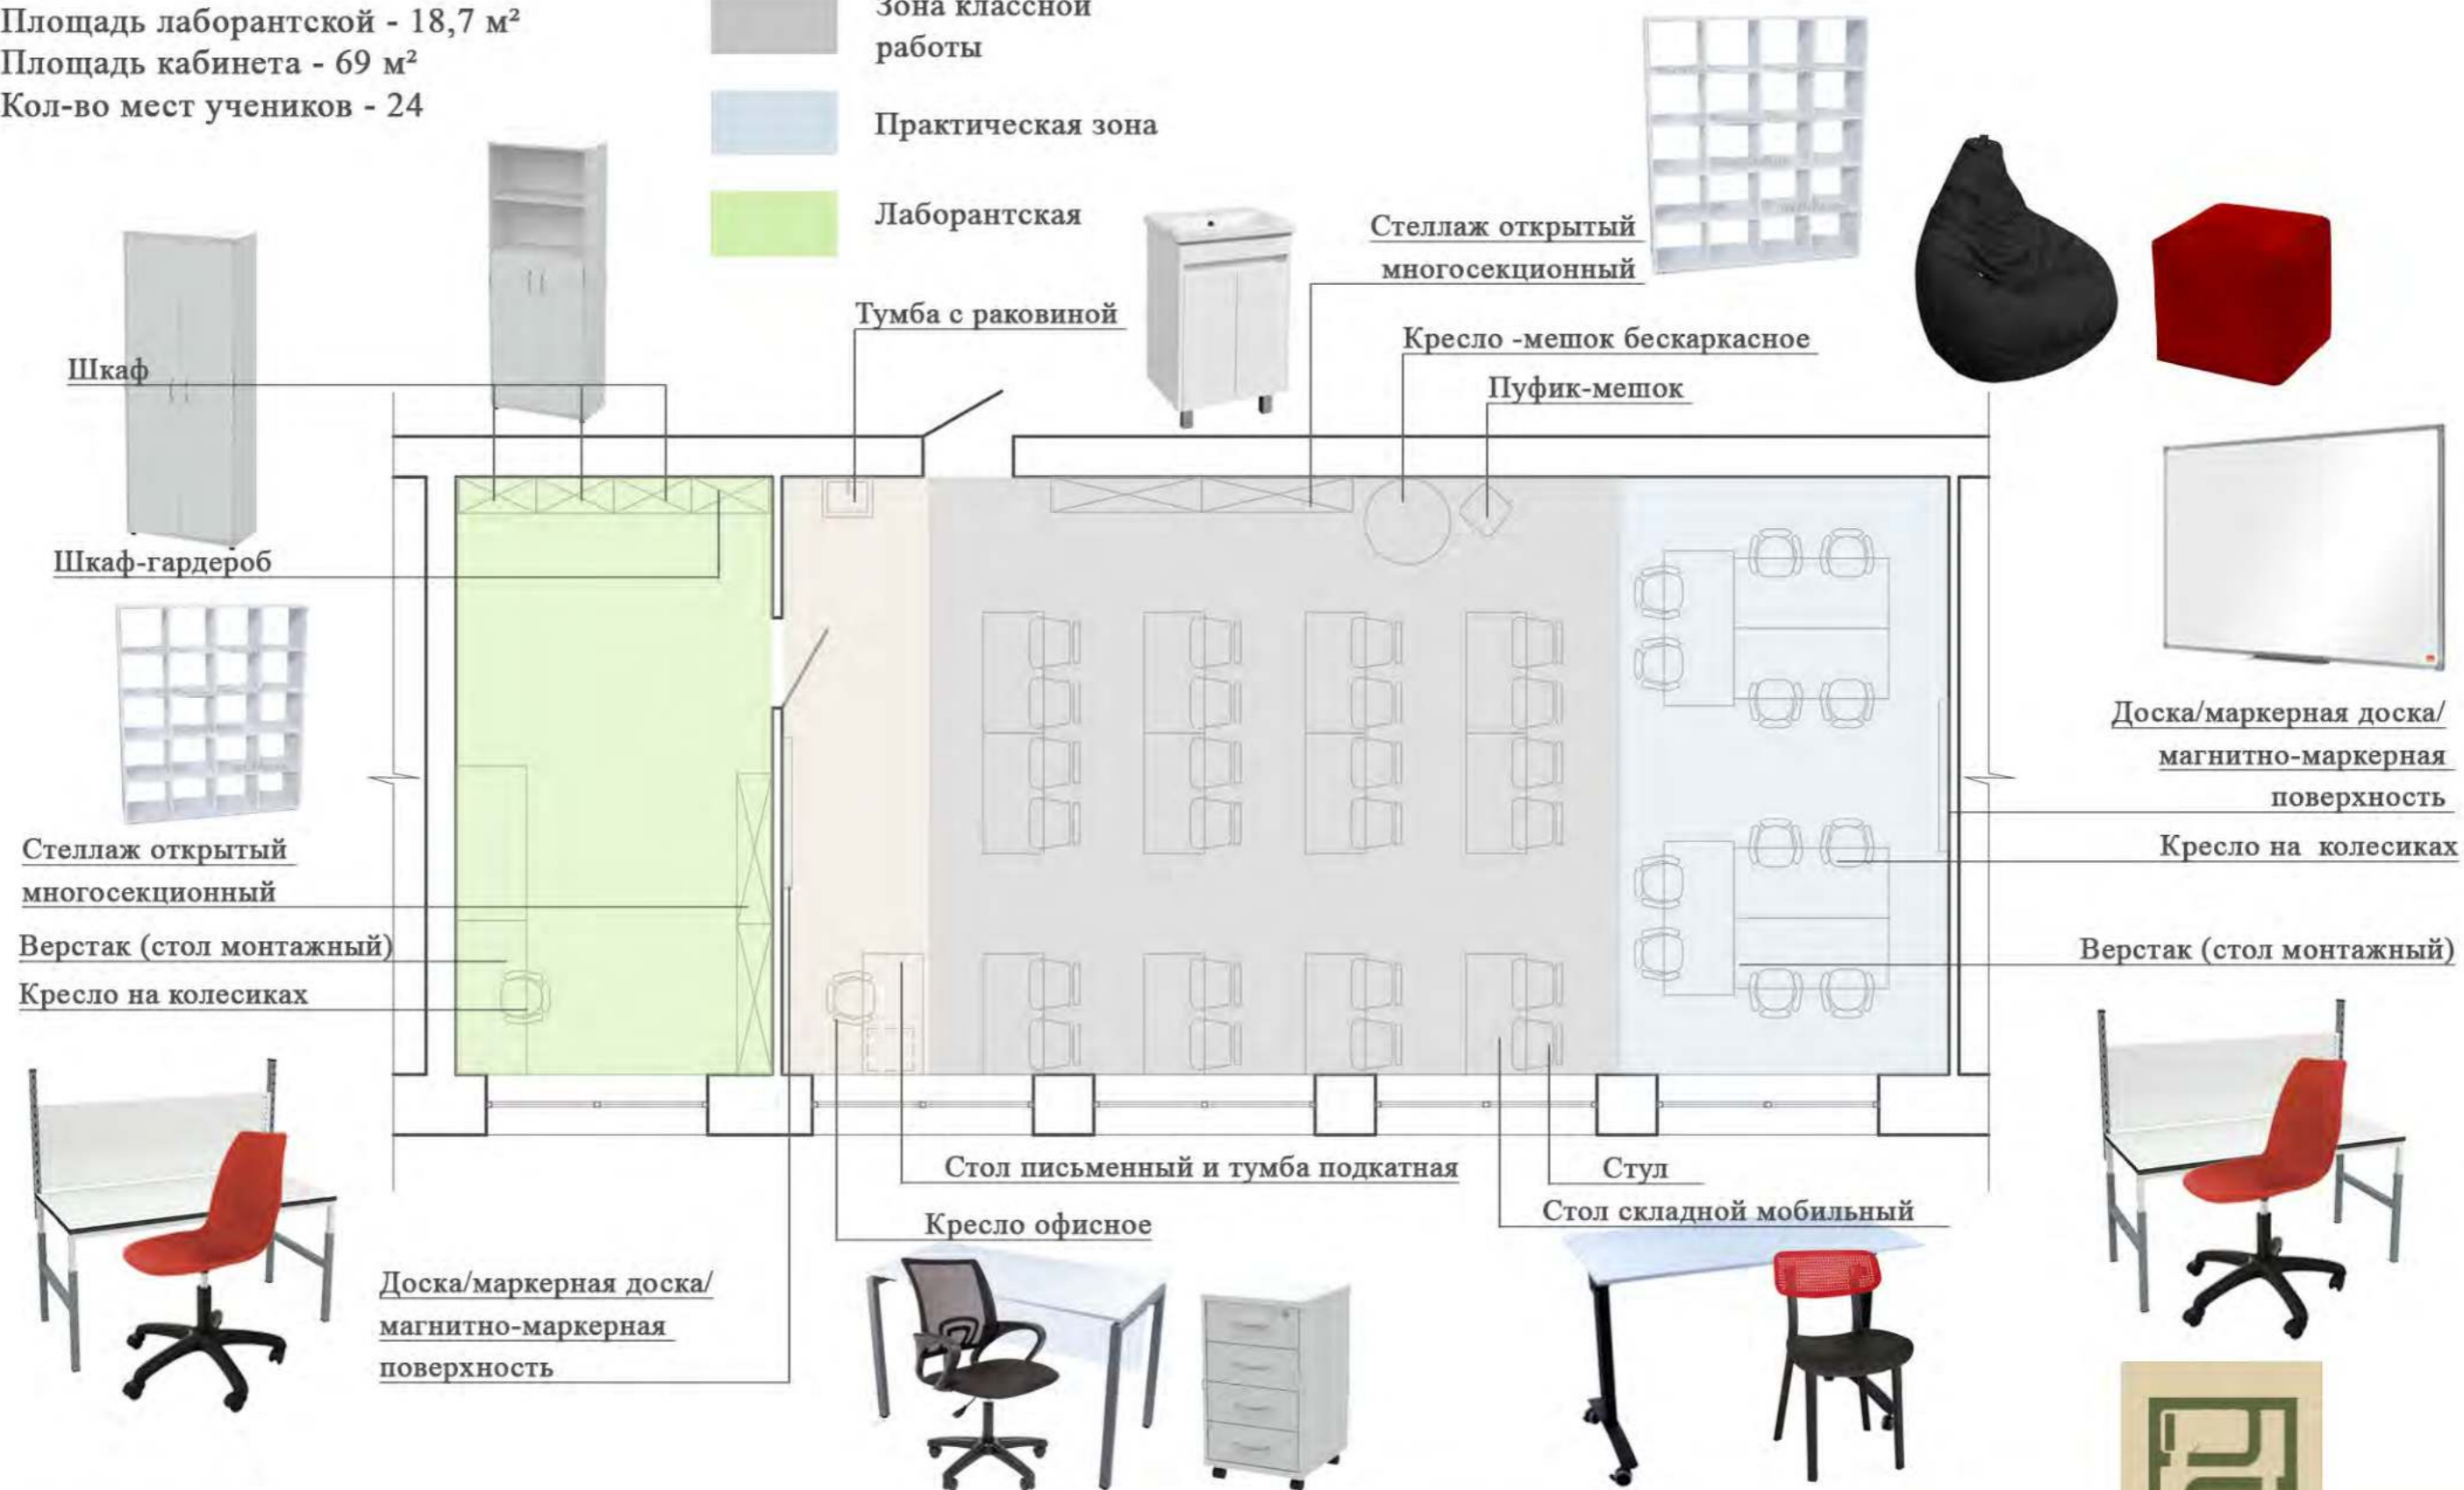 Площадь лаборантской - 18,7 м²
Площадь кабинета - 69 м²
Кол-во мест учеников - 24
Зона классной
работы
Практическая зона
Лаборантская
Стеллаж открытый
многосекционный
Тумба с раковиной
Кресло -мешок бескаркасное
Пуфик-мешок
Шкаф
Шкаф-гардероб
Доска/маркерная доска/
магнитно-маркерная
поверхность
Кресло на колесиках
Верстак (стол монтажный)
Стеллаж открытый
многосекционный
Верстак (стол монтажный)
Кресло на колесиках
Стол письменный и тумба подкатная
Стул
Стол складной мобильный
Кресло офисное
Доска/маркерная доска/
магнитно-маркерная
поверхность